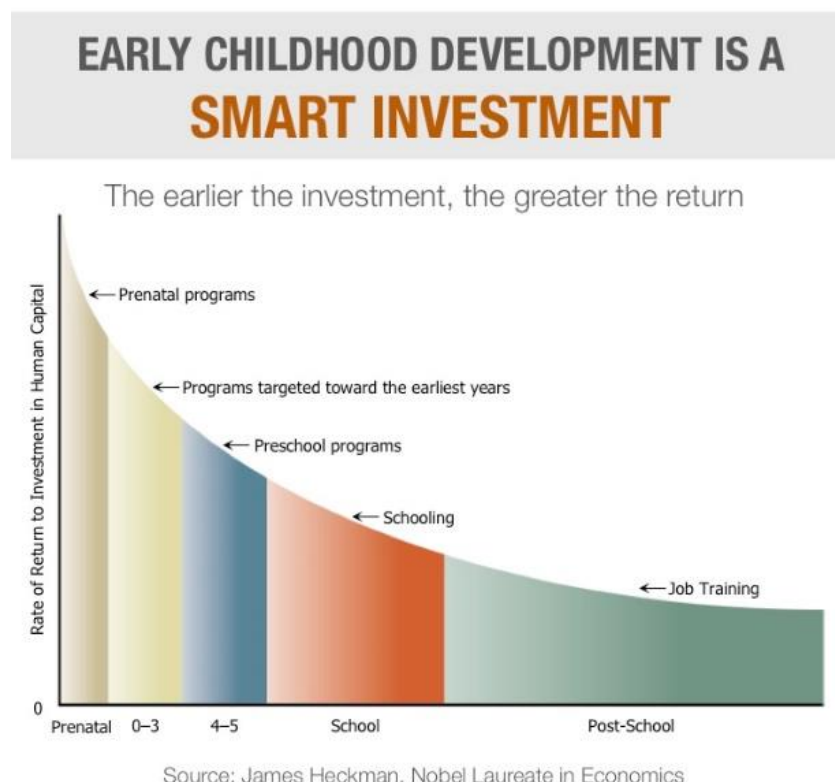 EARLY CHILDHOOD DEVELOPMENT IS A
SMART INVESTMENT
The earlier the investment, the greater the return
Rate of Return to Investment in Human Capital
Prenatal programs
Programs targeted toward the earliest years
Preschool programs
Schooling
Job Training
0
Prenatal 0–3 4–5 School Post-School
Source: James Heckman, Nobel Laureate in Economics